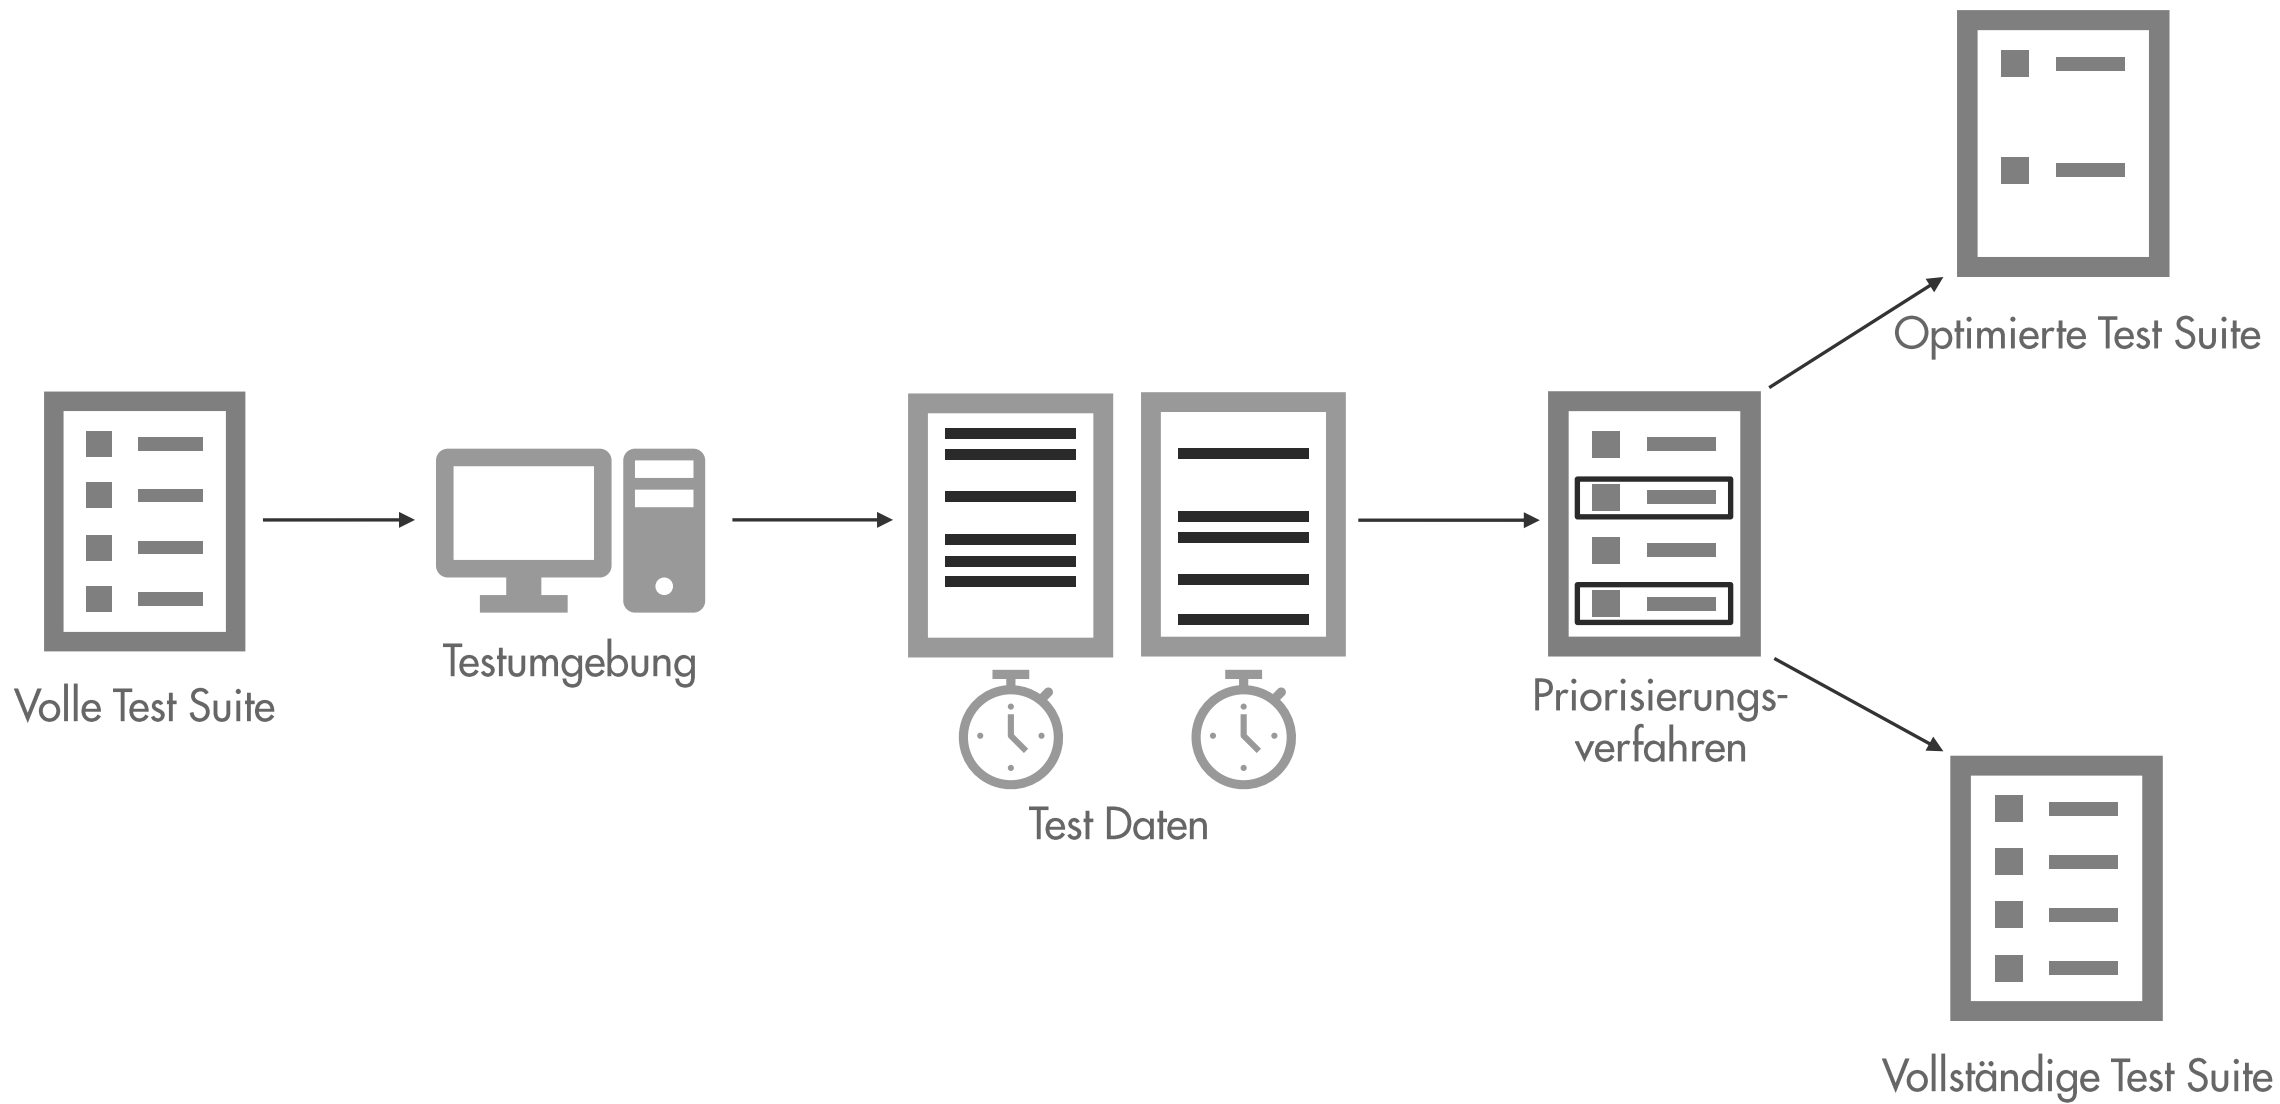 Volle Test Suite
Testumgebung
Test Daten
Priorisierungs-
verfahren
Optimierte Test Suite
Vollständige Test Suite